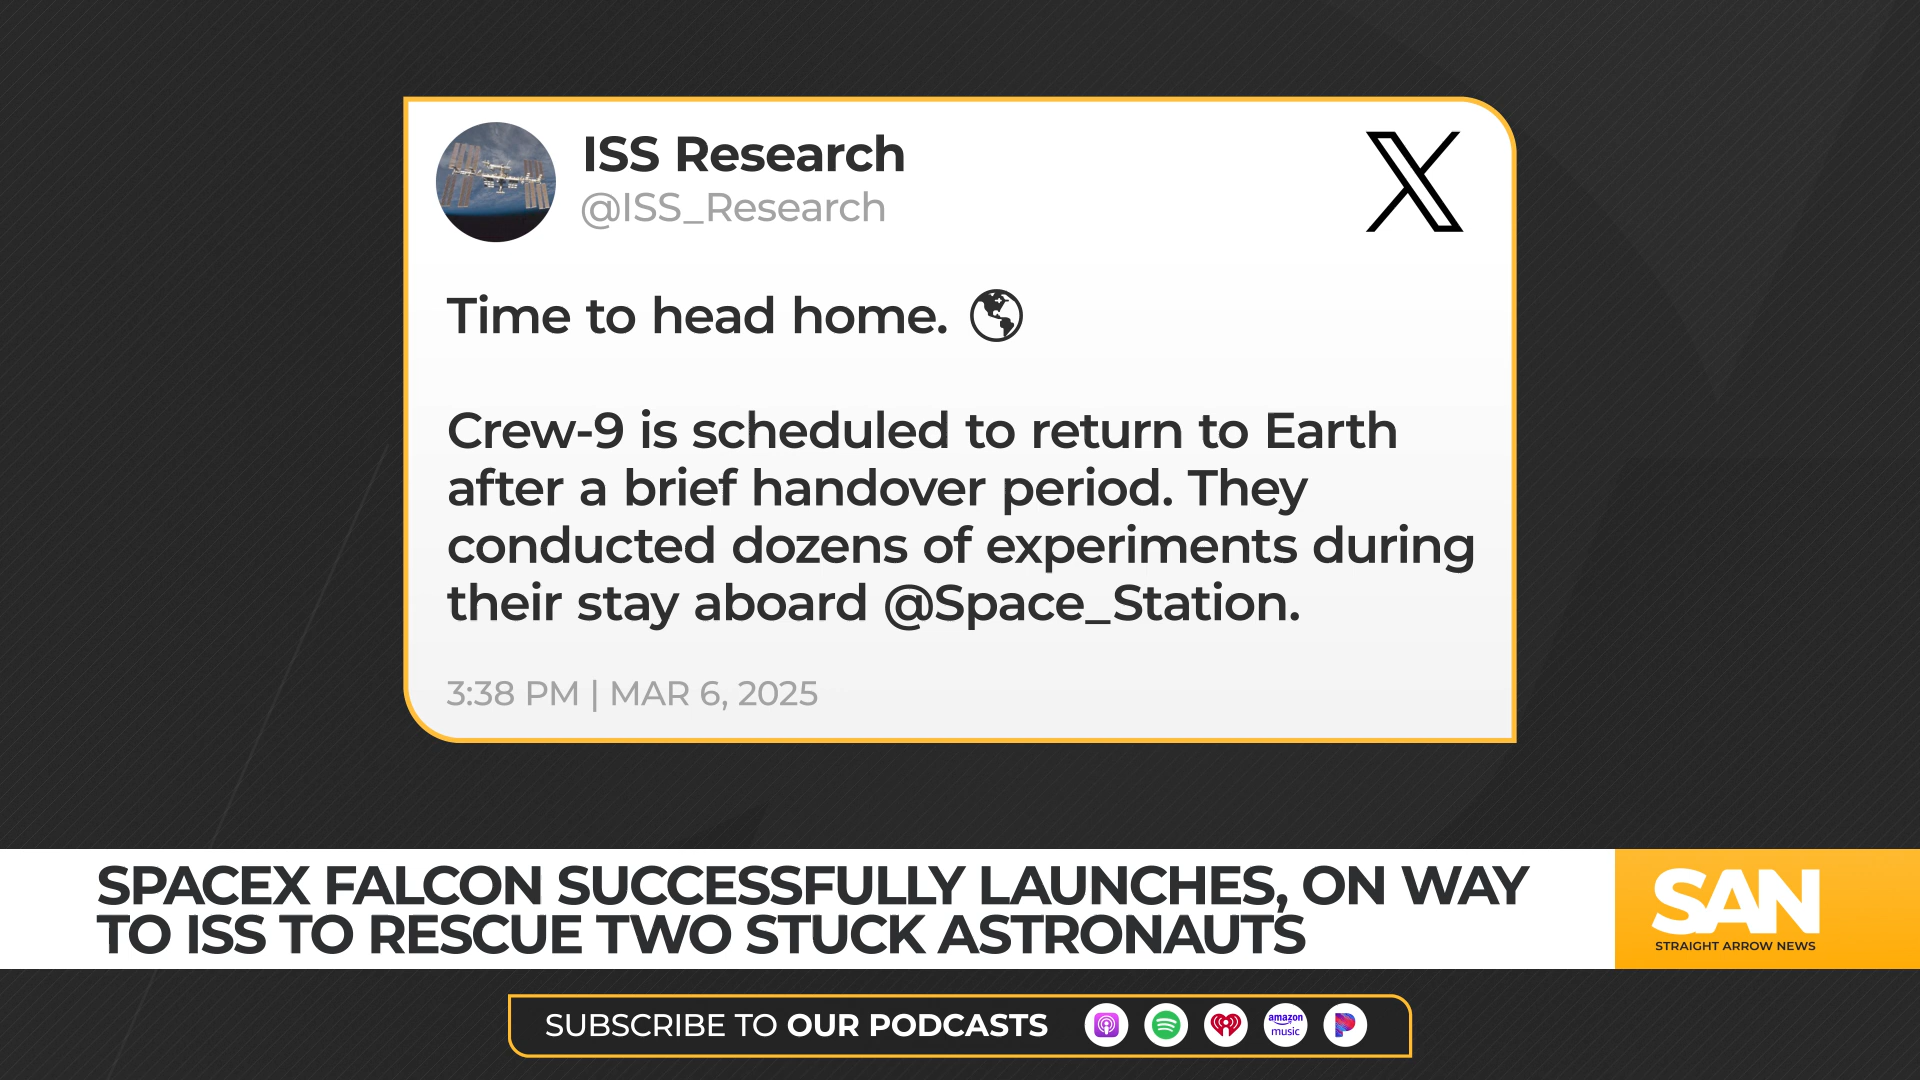 ISS Research
@ISS_Research
Time to head home.
Crew-9 is scheduled to return to Earth
after a brief handover period. They
conducted dozens of experiments during
their stay aboard @Space_Station.
3:38 PM | MAR 6, 2025
SPACEX FALCON SUCCESSFULLY LAUNCHES, ON WAY
TO ISS TO RESCUE TWO STUCK ASTRONAUTS
SAN
STRAIGHT ARROW NEWS
SUBSCRIBE TO OUR PODCASTS
amazon
music